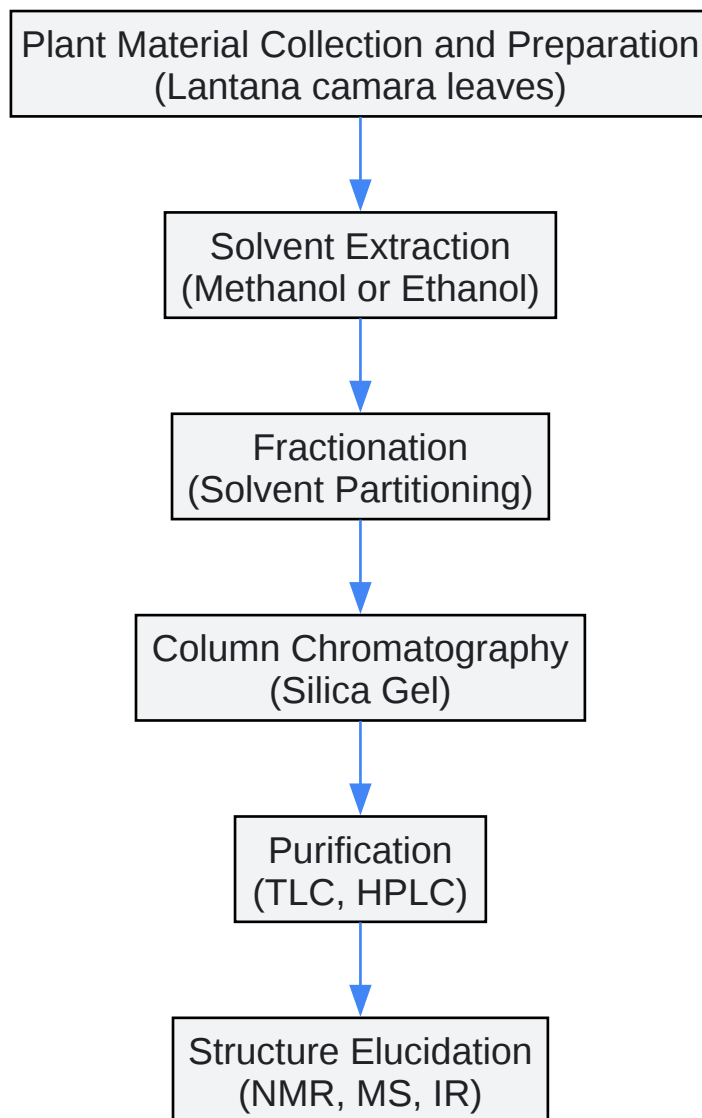 Plant Material Collection and Preparation
(Lantana camara leaves)
Solvent Extraction
(Methanol or Ethanol)
Fractionation
(Solvent Partitioning)
Column Chromatography
(Silica Gel)
Purification
(TLC, HPLC)
Structure Elucidation
(NMR, MS, IR)